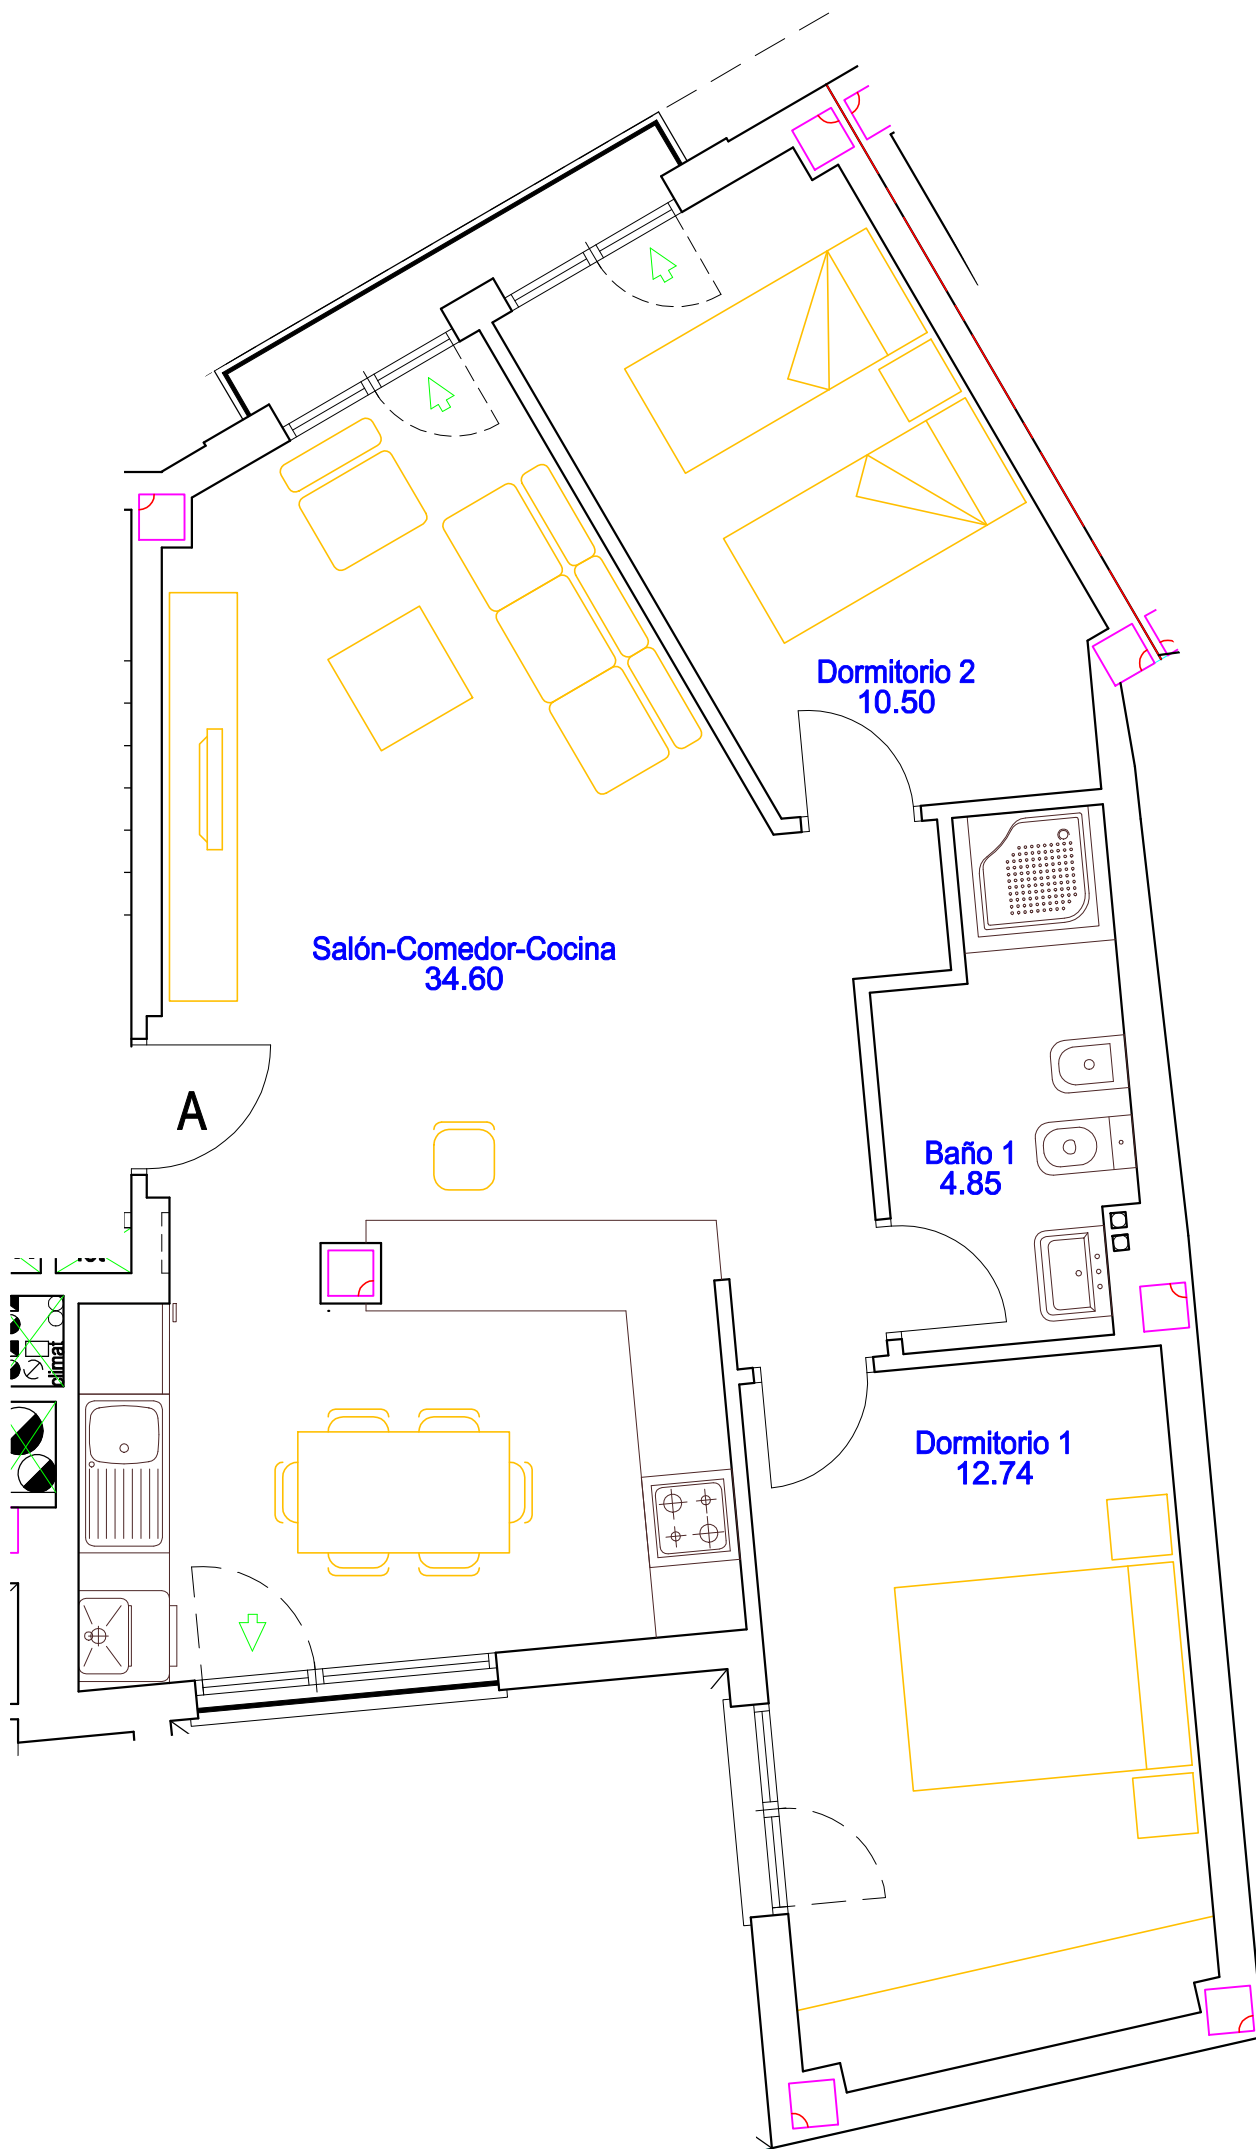 Dormitorio 2
10.50
Salón-Comedor-Cocina
34.60
A
Baño 1
4.85
climat
Dormitorio 1
12.74